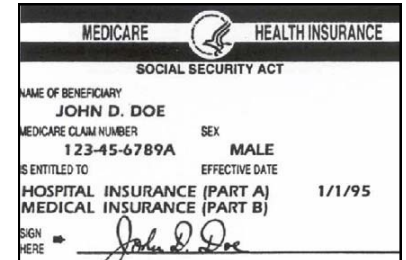 MEDICARE HEALTH INSURANCE
SOCIAL SECURITY ACT
NAME OF BENEFICIARY
JOHN D. DOE
MEDICARE CLAIM NUMBER SEX
123-45-6789A MALE
IS ENTITLED TO EFFECTIVE DATE
HOSPITAL INSURANCE (PART A) 1/1/95
MEDICAL INSURANCE (PART B)
SIGN
HERE John D. Doe